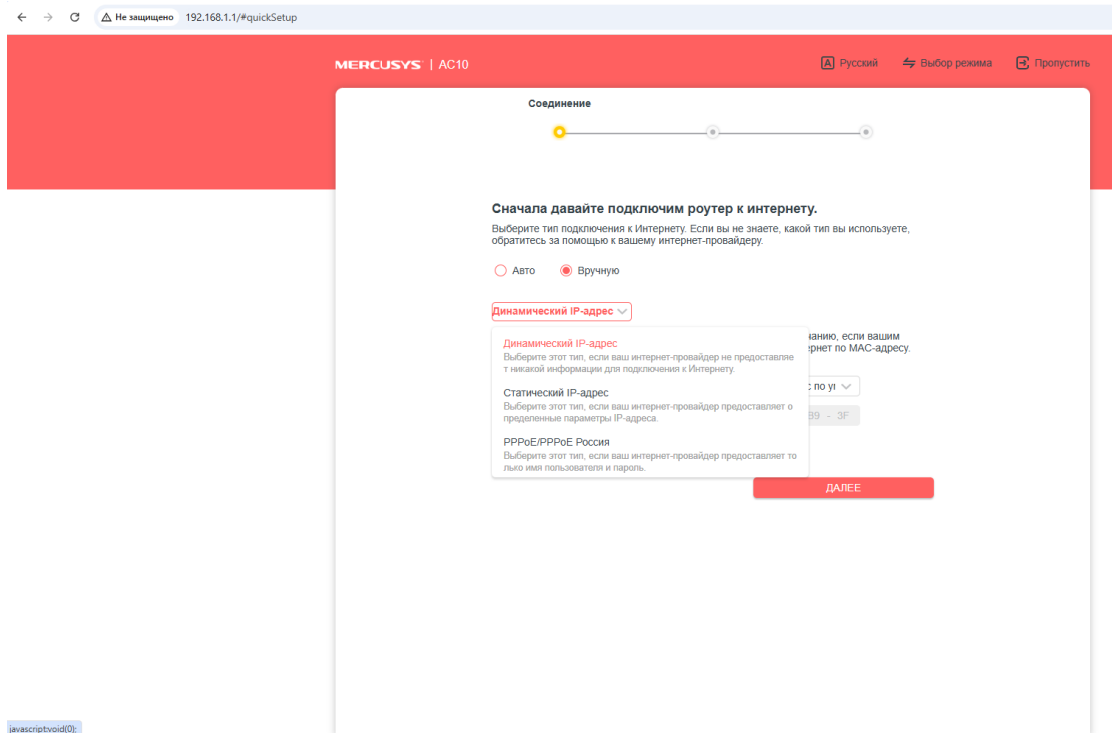 Не защищено 192.168.1.1/#quickSetup
MERCUSYS | AC10 Русский Выбор режима Пропустить
Соединение
Сначала давайте подключим роутер к интернету.
Выберите тип подключения к Интернету. Если вы не знаете, какой тип вы используете,
обратитесь за помощью к вашему интернет-провайдеру.
Авто Вручную
Динамический IP-адрес
если вашим
по MAC-адресу.
Динамический IP-адрес
Выберите этот тип, если ваш интернет-провайдер не предоставляе
т никакой информации для подключения к Интернету.
по
Статический IP-адрес
Выберите этот тип, если ваш интернет-провайдер предоставляет о
пределенные параметры IP-адреса.
- 3F
PPPoE/PPPoE Россия
Выберите этот тип, если ваш интернет-провайдер предоставляет то
лько имя пользователя и пароль.
ДАЛЕЕ
javascript:void(0);